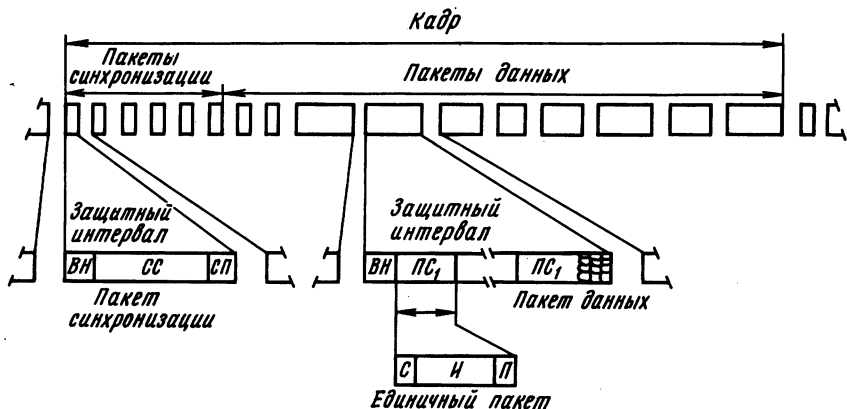 Кадр
Пакеты
синхронизации
Пакеты данных
Защитный
интервал
Защитный
интервал
ВН СС СП
ВН ПС₁ ПС₁
Пакет
синхронизации
Пакет данных
С И П
Единичный пакет